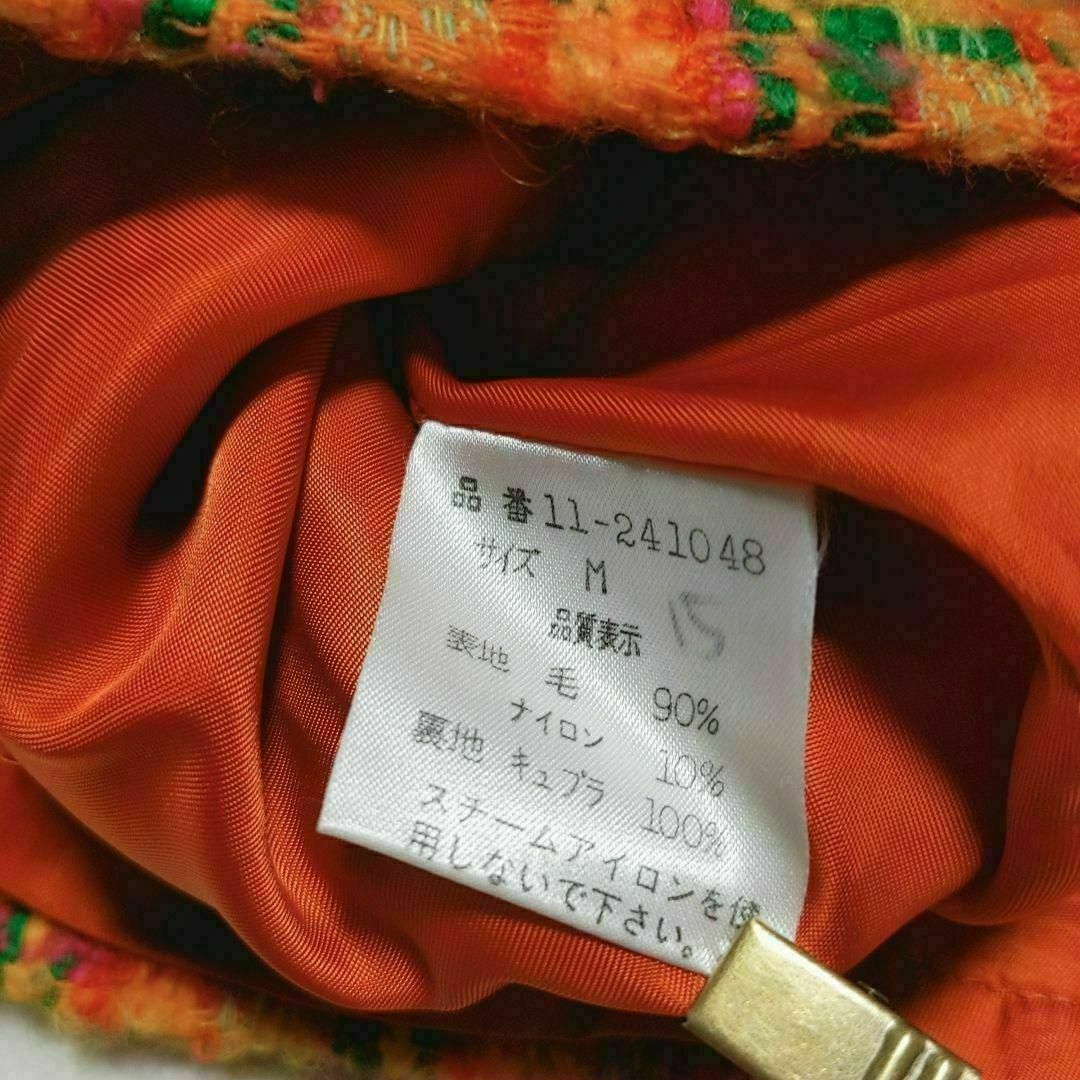 品番11-241048
サイズ M
品質表示 15
表地 毛 90%
ナイロン 10%
裏地 キュプラ 100%
スチームアイロンを使
用しないで下さい。